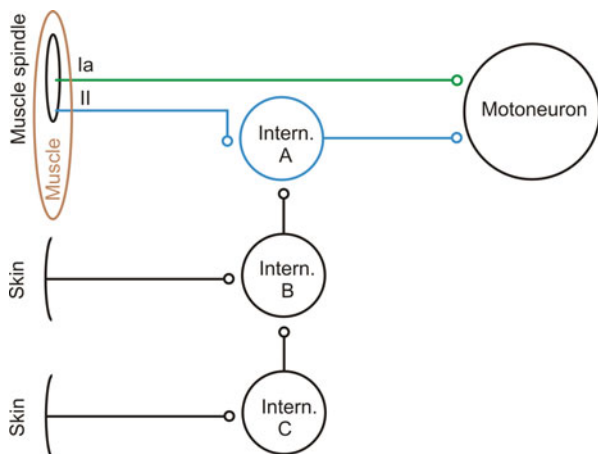 Muscle spindle
Muscle
Ia
II
Intern.
A
Motoneuron
Skin
Intern.
B
Skin
Intern.
C